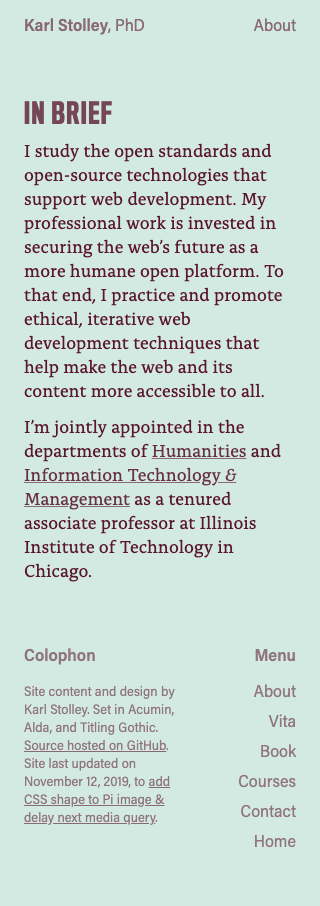 Karl Stolley, PhD
About
IN BRIEF
I study the open standards and
open-source technologies that
support web development. My
professional work is invested in
securing the web’s future as a
more humane open platform. To
that end, I practice and promote
ethical, iterative web
development techniques that
help make the web and its
content more accessible to all.
I’m jointly appointed in the
departments of Humanities and
Information Technology &
Management as a tenured
associate professor at Illinois
Institute of Technology in
Chicago.
Colophon
Site content and design by
Karl Stolley. Set in Acumin,
Alda, and Titling Gothic.
Source hosted on GitHub.
Site last updated on
November 12, 2019, to add
CSS shape to Pi image &
delay next media query.
Menu
About
Vita
Book
Courses
Contact
Home